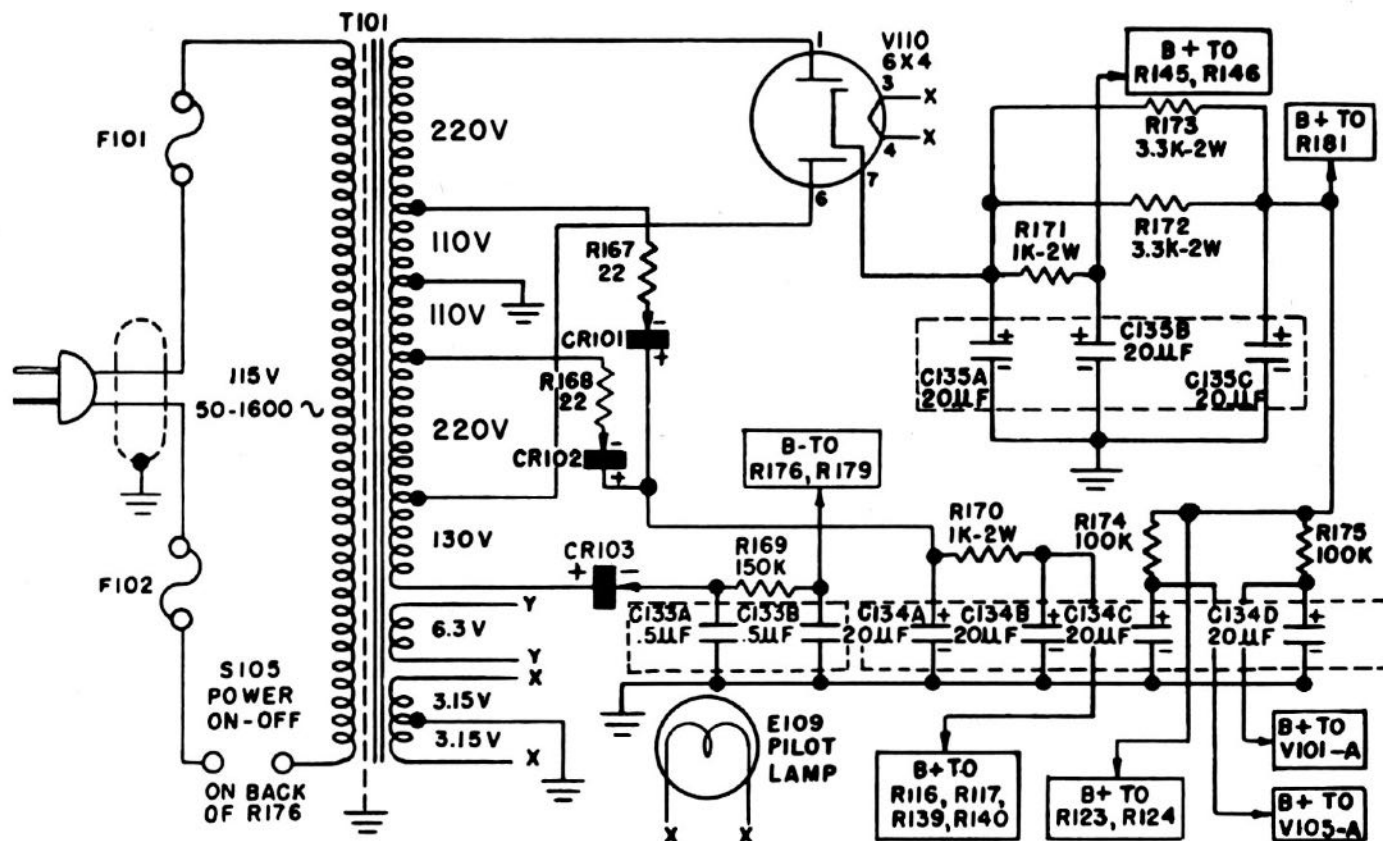 T101
F101
115V
50-1600 ~
F102
S105
POWER
ON-OFF
ON BACK
OF R176
220V
110V
110V
220V
130V
6.3V
3.15V
3.15V
Y
Y
X
X
R167
22
CR101
-
+
R168
22
CR102
-
+
CR103
+
-
V110
6X4
1
3
4
6
7
X
X
B+ TO
R145, R146
R173
3.3K-2W
B+ TO
R181
R172
3.3K-2W
R171
1K-2W
C135A
20µF
+
-
C135B
20µF
+
-
C135C
20µF
+
-
B- TO
R176, R179
R169
150K
R170
1K-2W
R174
100K
R175
100K
C133A
.5µF
C133B
.5µF
C134A
20µF
+
-
C134B
20µF
+
-
C134C
20µF
+
-
C134D
20µF
+
-
E109
PILOT
LAMP
X
X
B+ TO
R116, R117,
R139, R140
B+ TO
R123, R124
B+ TO
V101-A
B+ TO
V105-A